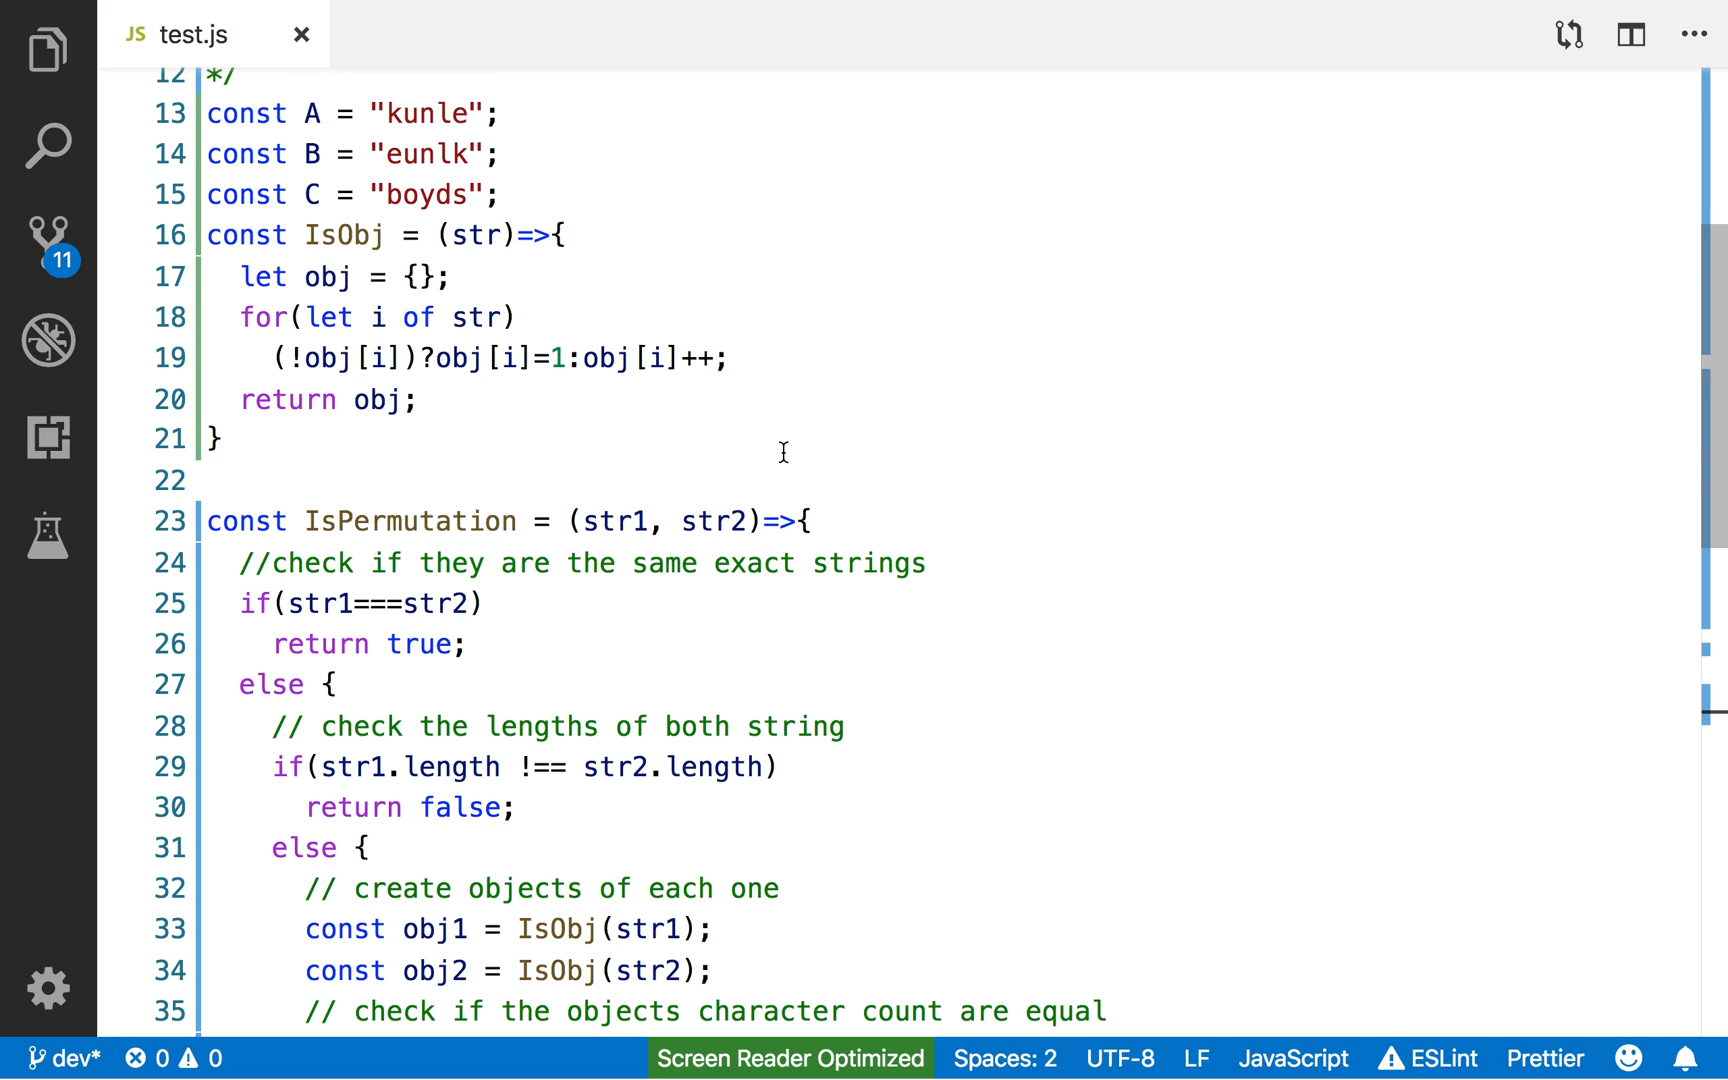 JS test.js
12 */
13 const A = "kunle";
14 const B = "eunlk";
15 const C = "boyds";
16 const IsObj = (str)=>{
17   let obj = {};
18   for(let i of str)
19     (!obj[i])?obj[i]=1:obj[i]++;
20   return obj;
21 }
22
23 const IsPermutation = (str1, str2)=>{
24   //check if they are the same exact strings
25   if(str1===str2)
26     return true;
27   else {
28     // check the lengths of both string
29     if(str1.length !== str2.length)
30       return false;
31     else {
32       // create objects of each one
33       const obj1 = IsObj(str1);
34       const obj2 = IsObj(str2);
35       // check if the objects character count are equal
11
dev* 0 0 Screen Reader Optimized Spaces: 2 UTF-8 LF JavaScript ESLint Prettier